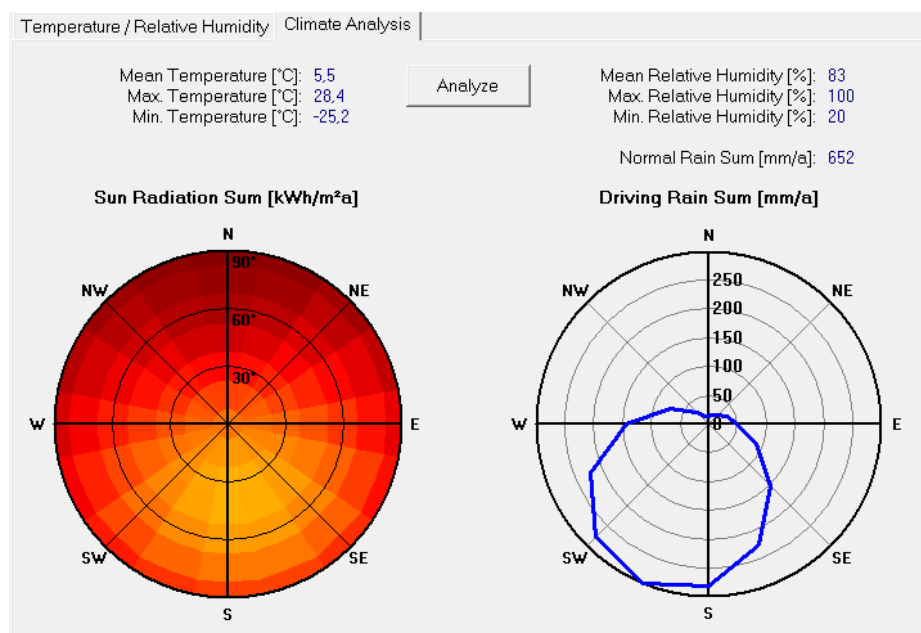 Temperature / Relative Humidity
Climate Analysis
Mean Temperature [°C]: 5,5
Max. Temperature [°C]: 28,4
Min. Temperature [°C]: -25,2
Analyze
Mean Relative Humidity [%]: 83
Max. Relative Humidity [%]: 100
Min. Relative Humidity [%]: 20
Normal Rain Sum [mm/a]: 652
Sun Radiation Sum [kWh/m²a]
N
90°
NW
NE
60°
30°
W
E
SW
SE
S
Driving Rain Sum [mm/a]
N
250
NW
NE
200
150
100
50
0
W
E
SW
SE
S